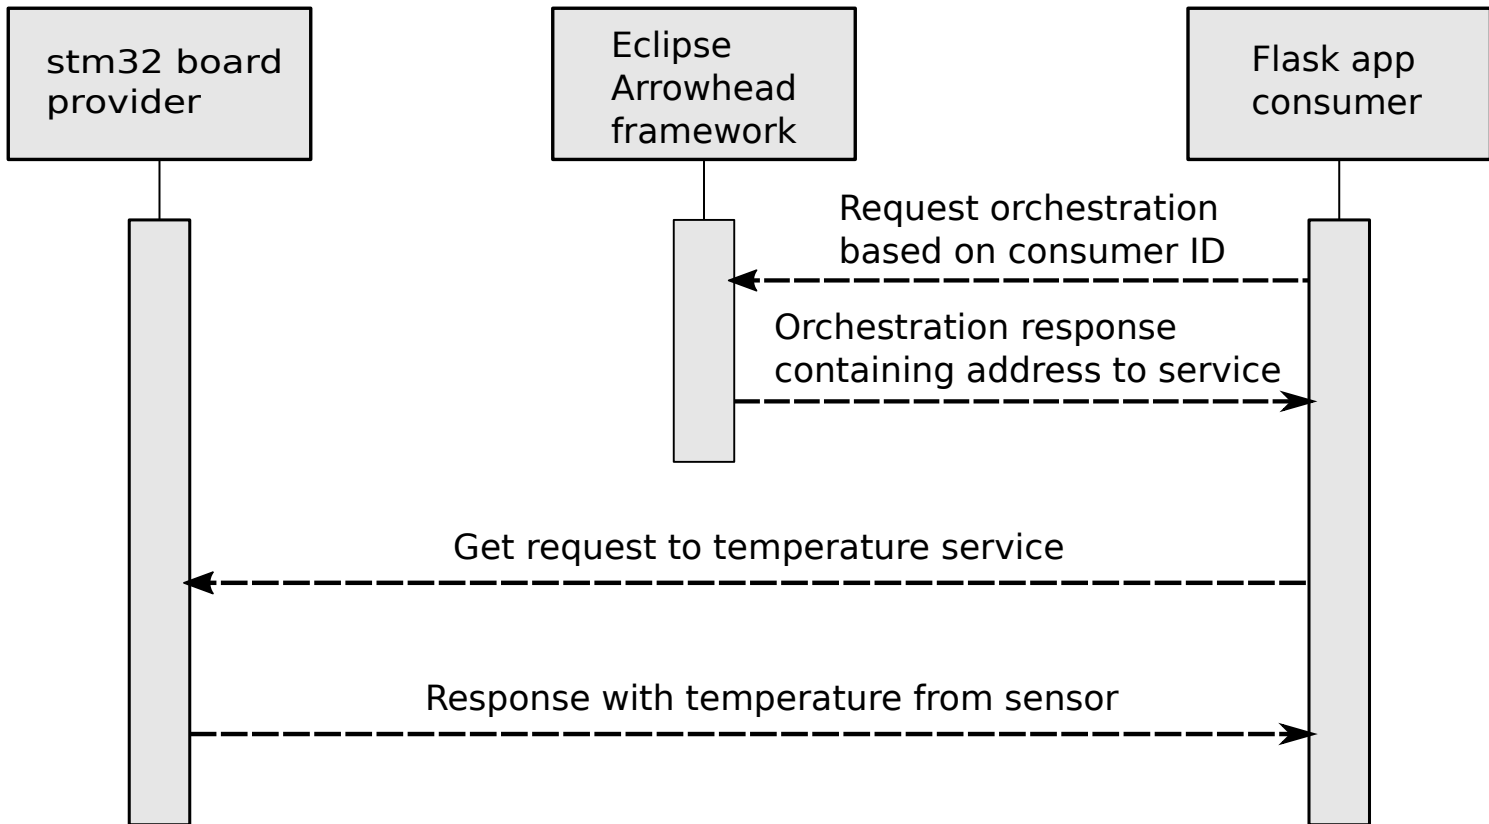 stm32 board
provider
Eclipse
Arrowhead
framework
Flask app
consumer
Request orchestration
based on consumer ID
Orchestration response
containing address to service
Get request to temperature service
Response with temperature from sensor